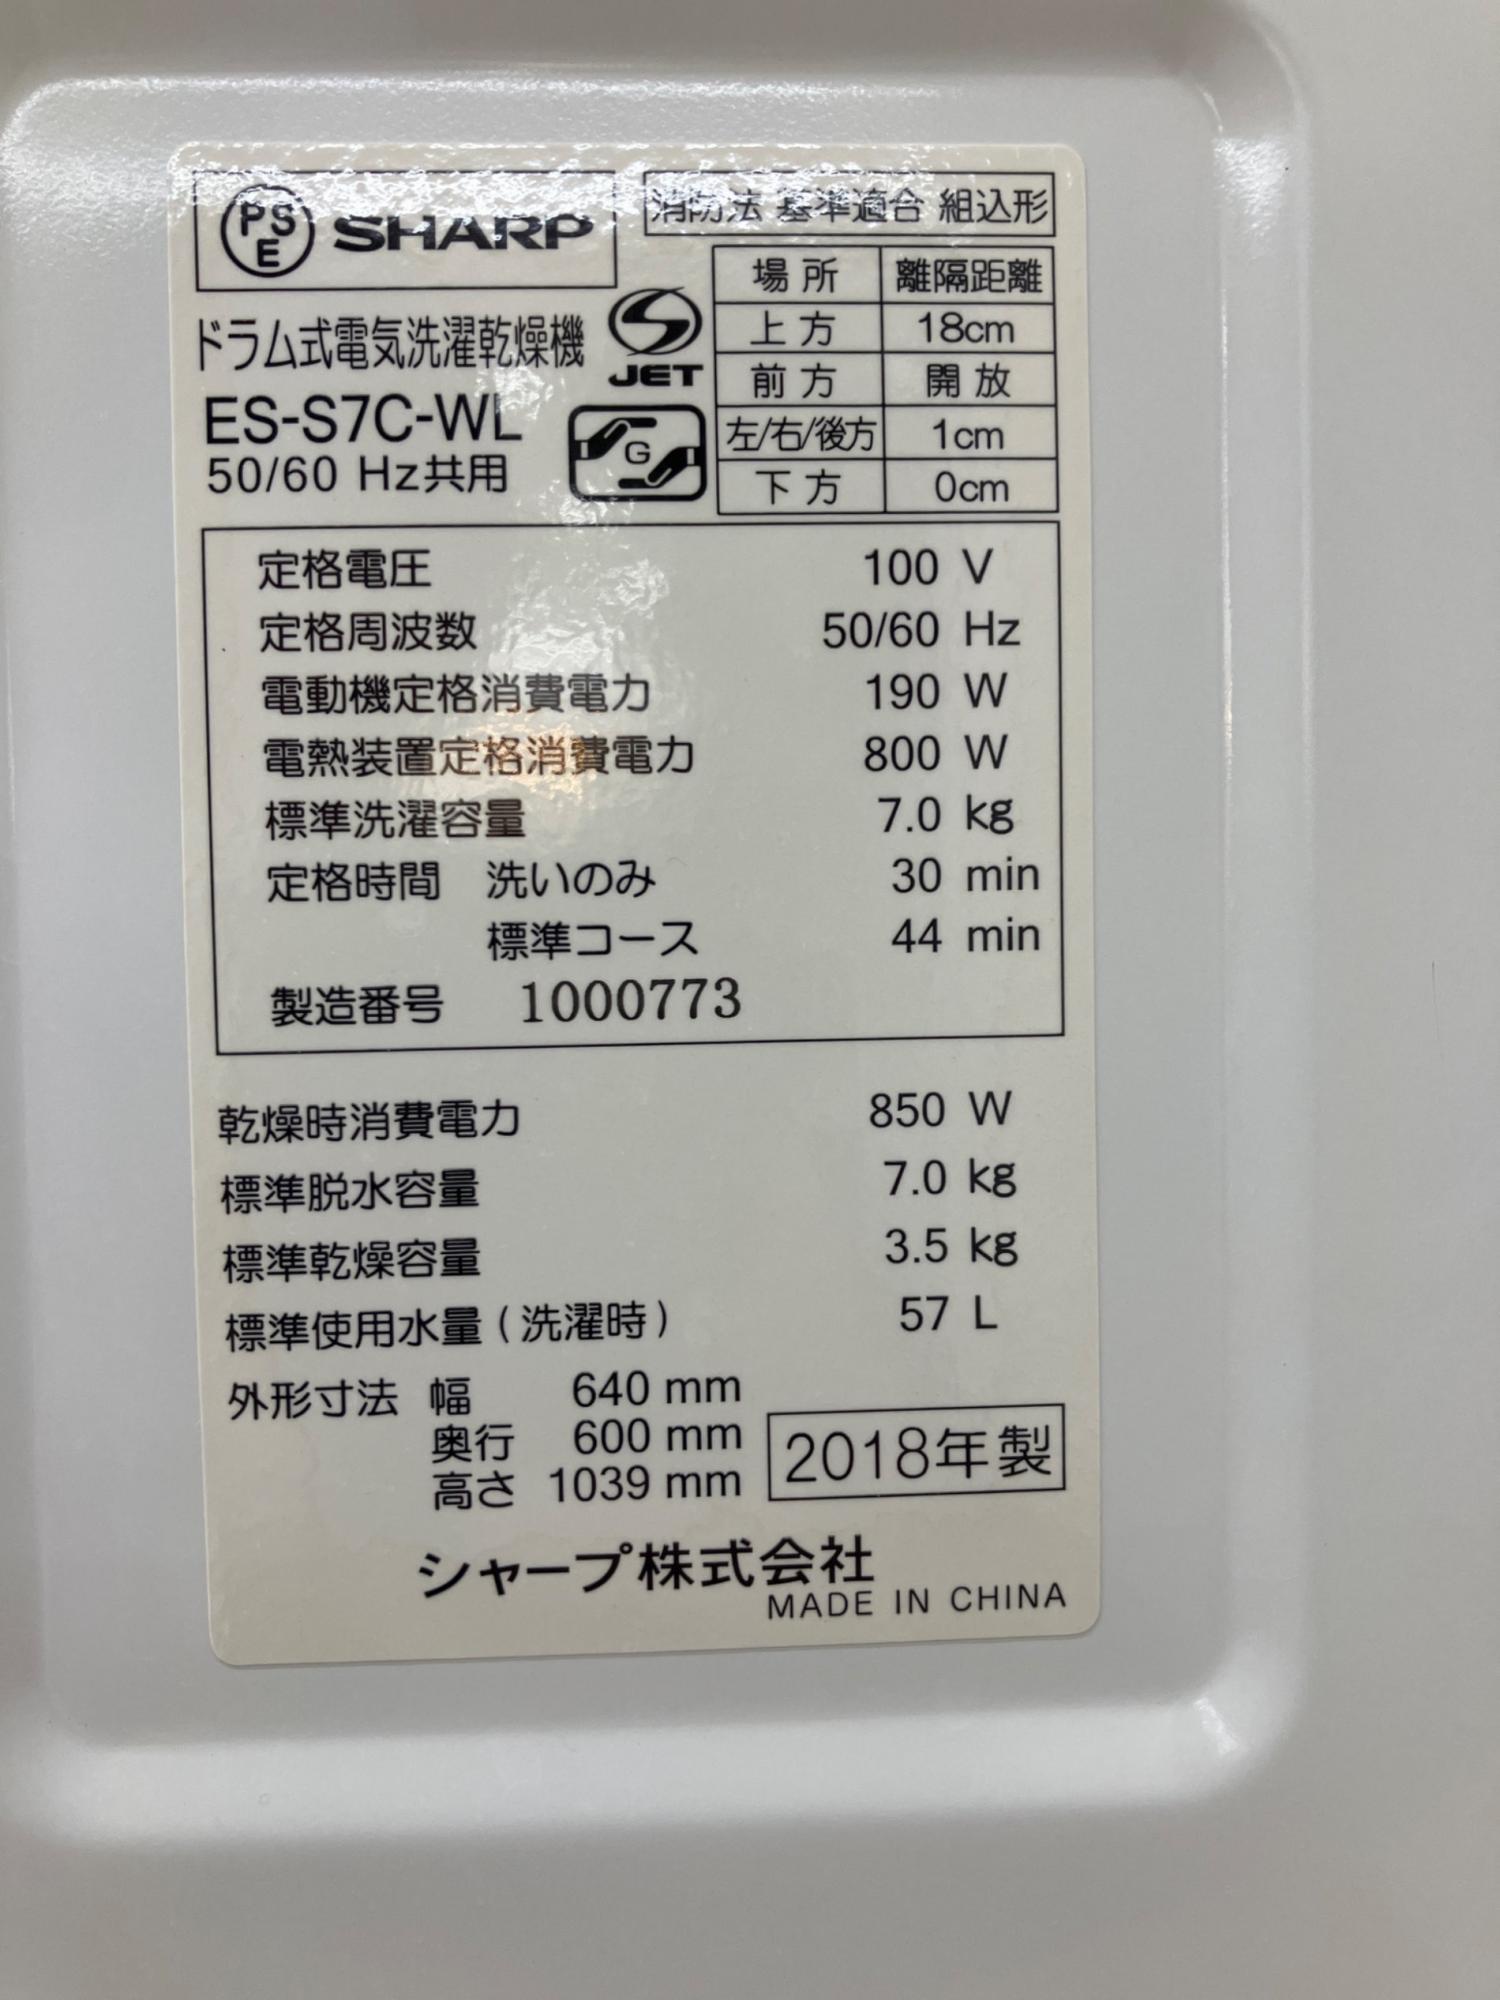 PSE SHARP
消防法 基準適合 組込形
場所 離隔距離
上方 18cm
前方 開放
左/右/後方 1cm
下方 0cm
ドラム式電気洗濯乾燥機
JET
ES-S7C-WL
G
50/60 Hz共用
定格電圧 100 V
定格周波数 50/60 Hz
電動機定格消費電力 190 W
電熱装置定格消費電力 800 W
標準洗濯容量 7.0 kg
定格時間 洗いのみ 30 min
標準コース 44 min
製造番号 1000773
乾燥時消費電力 850 W
標準脱水容量 7.0 kg
標準乾燥容量 3.5 kg
標準使用水量(洗濯時) 57 L
外形寸法 幅 640 mm
奥行 600 mm
高さ 1039 mm
2018年製
シャープ株式会社
MADE IN CHINA